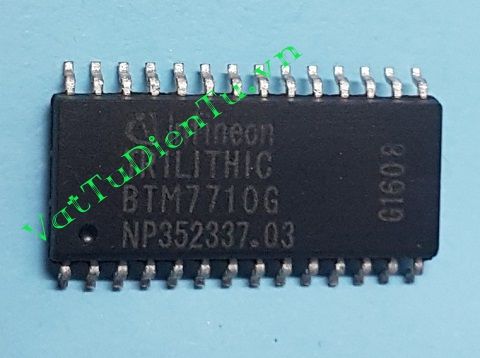 Infineon
TRILITHIC
BTM7710G
NP352337.03
G1608
VatTuDienTu.vn